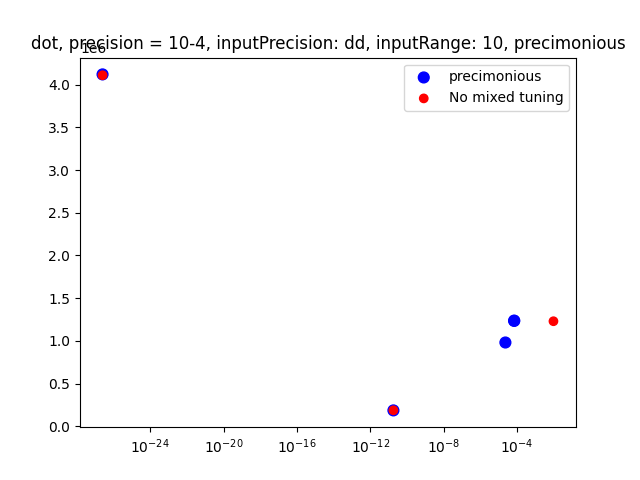 dot, precision = 10-4, inputPrecision: dd, inputRange: 10, precimonious
1e6
precimonious
No mixed tuning
4.0
3.5
3.0
2.5
2.0
1.5
1.0
0.5
0.0
10⁻²⁴ 10⁻²⁰ 10⁻¹⁶ 10⁻¹² 10⁻⁸ 10⁻⁴